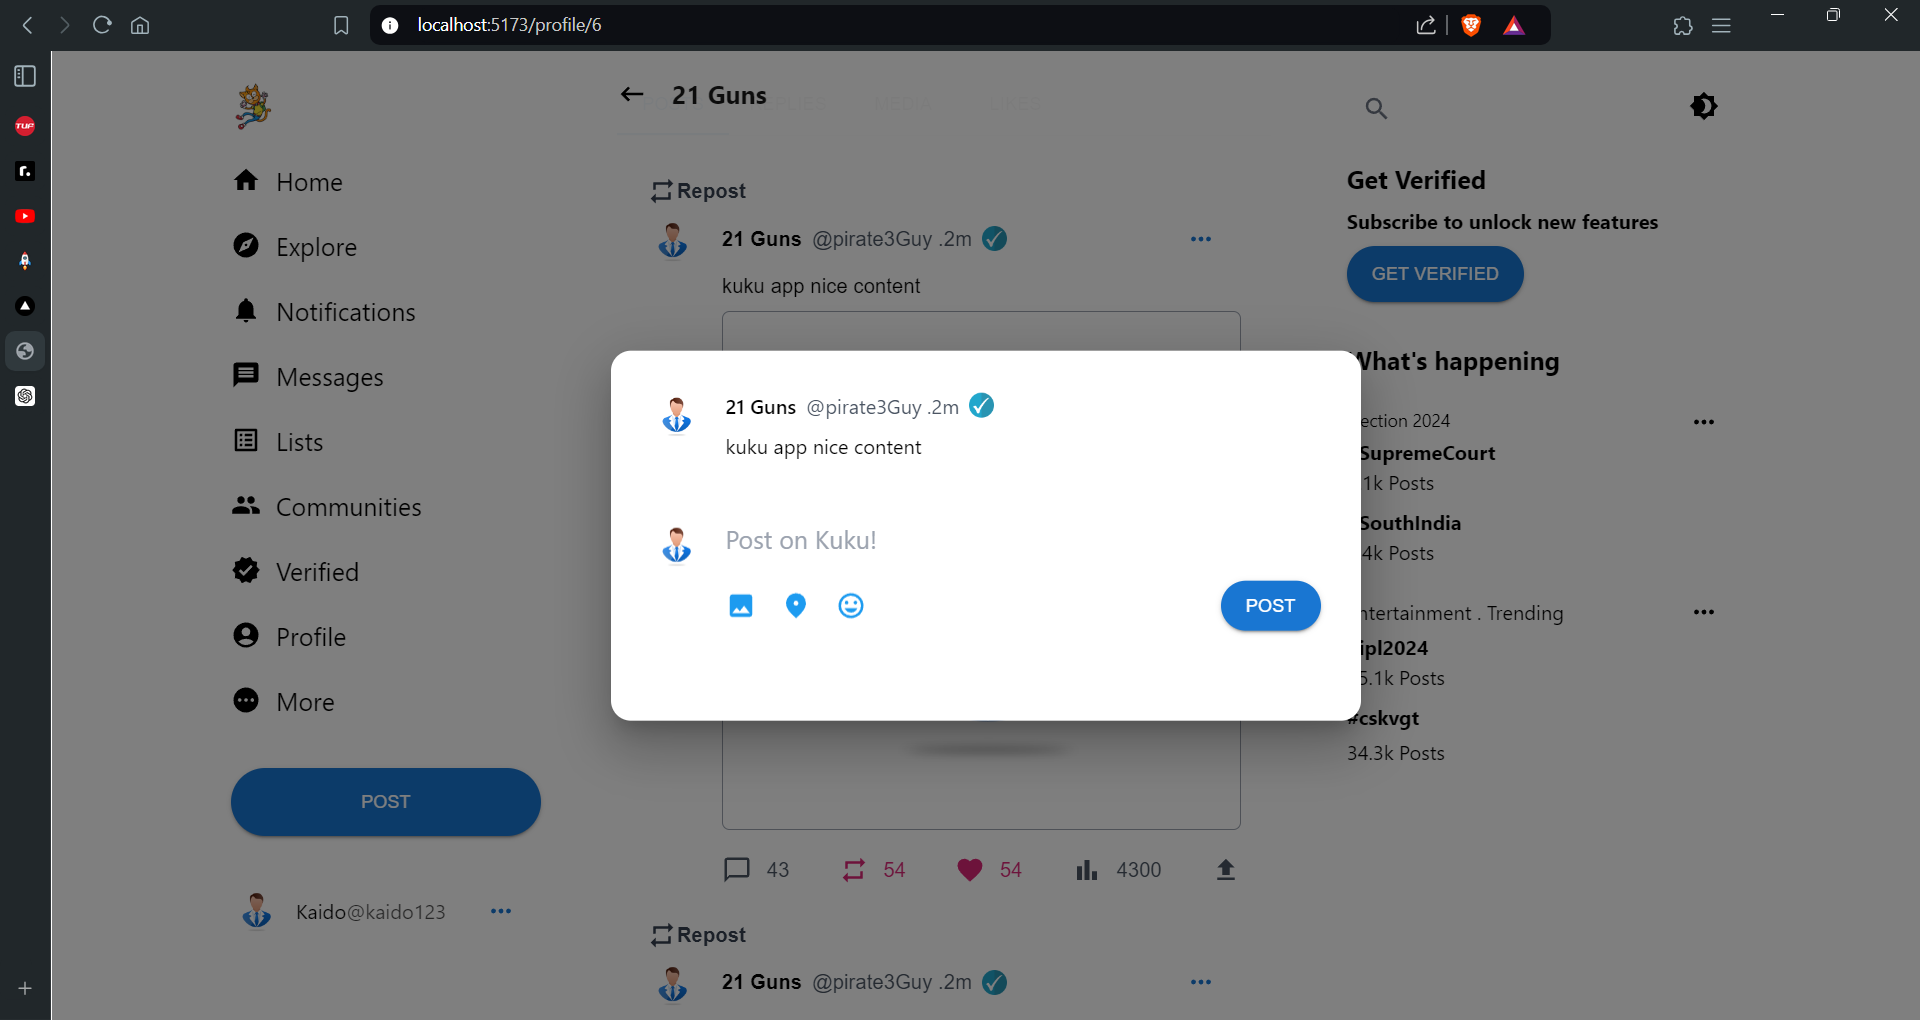 localhost:5173/profile/6
TUF
r.
Home
Explore
Notifications
Messages
Lists
Communities
Verified
Profile
More
POST
Kaido@kaido123
21 Guns
MEDIA
LIKES
Repost
21 Guns @pirate3Guy .2m
kuku app nice content
21 Guns @pirate3Guy .2m
kuku app nice content
Post on Kuku!
POST
43
54
54
4300
Repost
21 Guns @pirate3Guy .2m
Get Verified
Subscribe to unlock new features
GET VERIFIED
What's happening
ection 2024
SupremeCourt
1k Posts
SouthIndia
4k Posts
ntertainment . Trending
ipl2024
5.1k Posts
#cskvgt
34.3k Posts